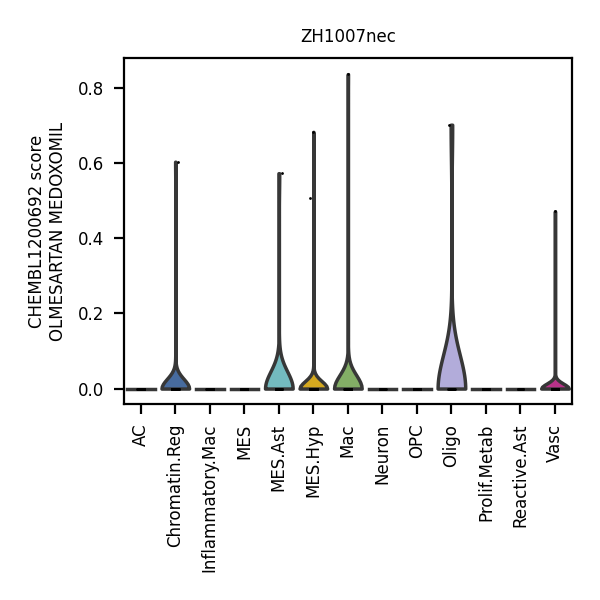 ZH1007nec
CHEMBL1200692 score
OLMESARTAN MEDOXOMIL
0.8
0.6
0.4
0.2
0.0
AC
Chromatin.Reg
Inflammatory.Mac
MES
MES.Ast
MES.Hyp
Mac
Neuron
OPC
Oligo
Prolif.Metab
Reactive.Ast
Vasc